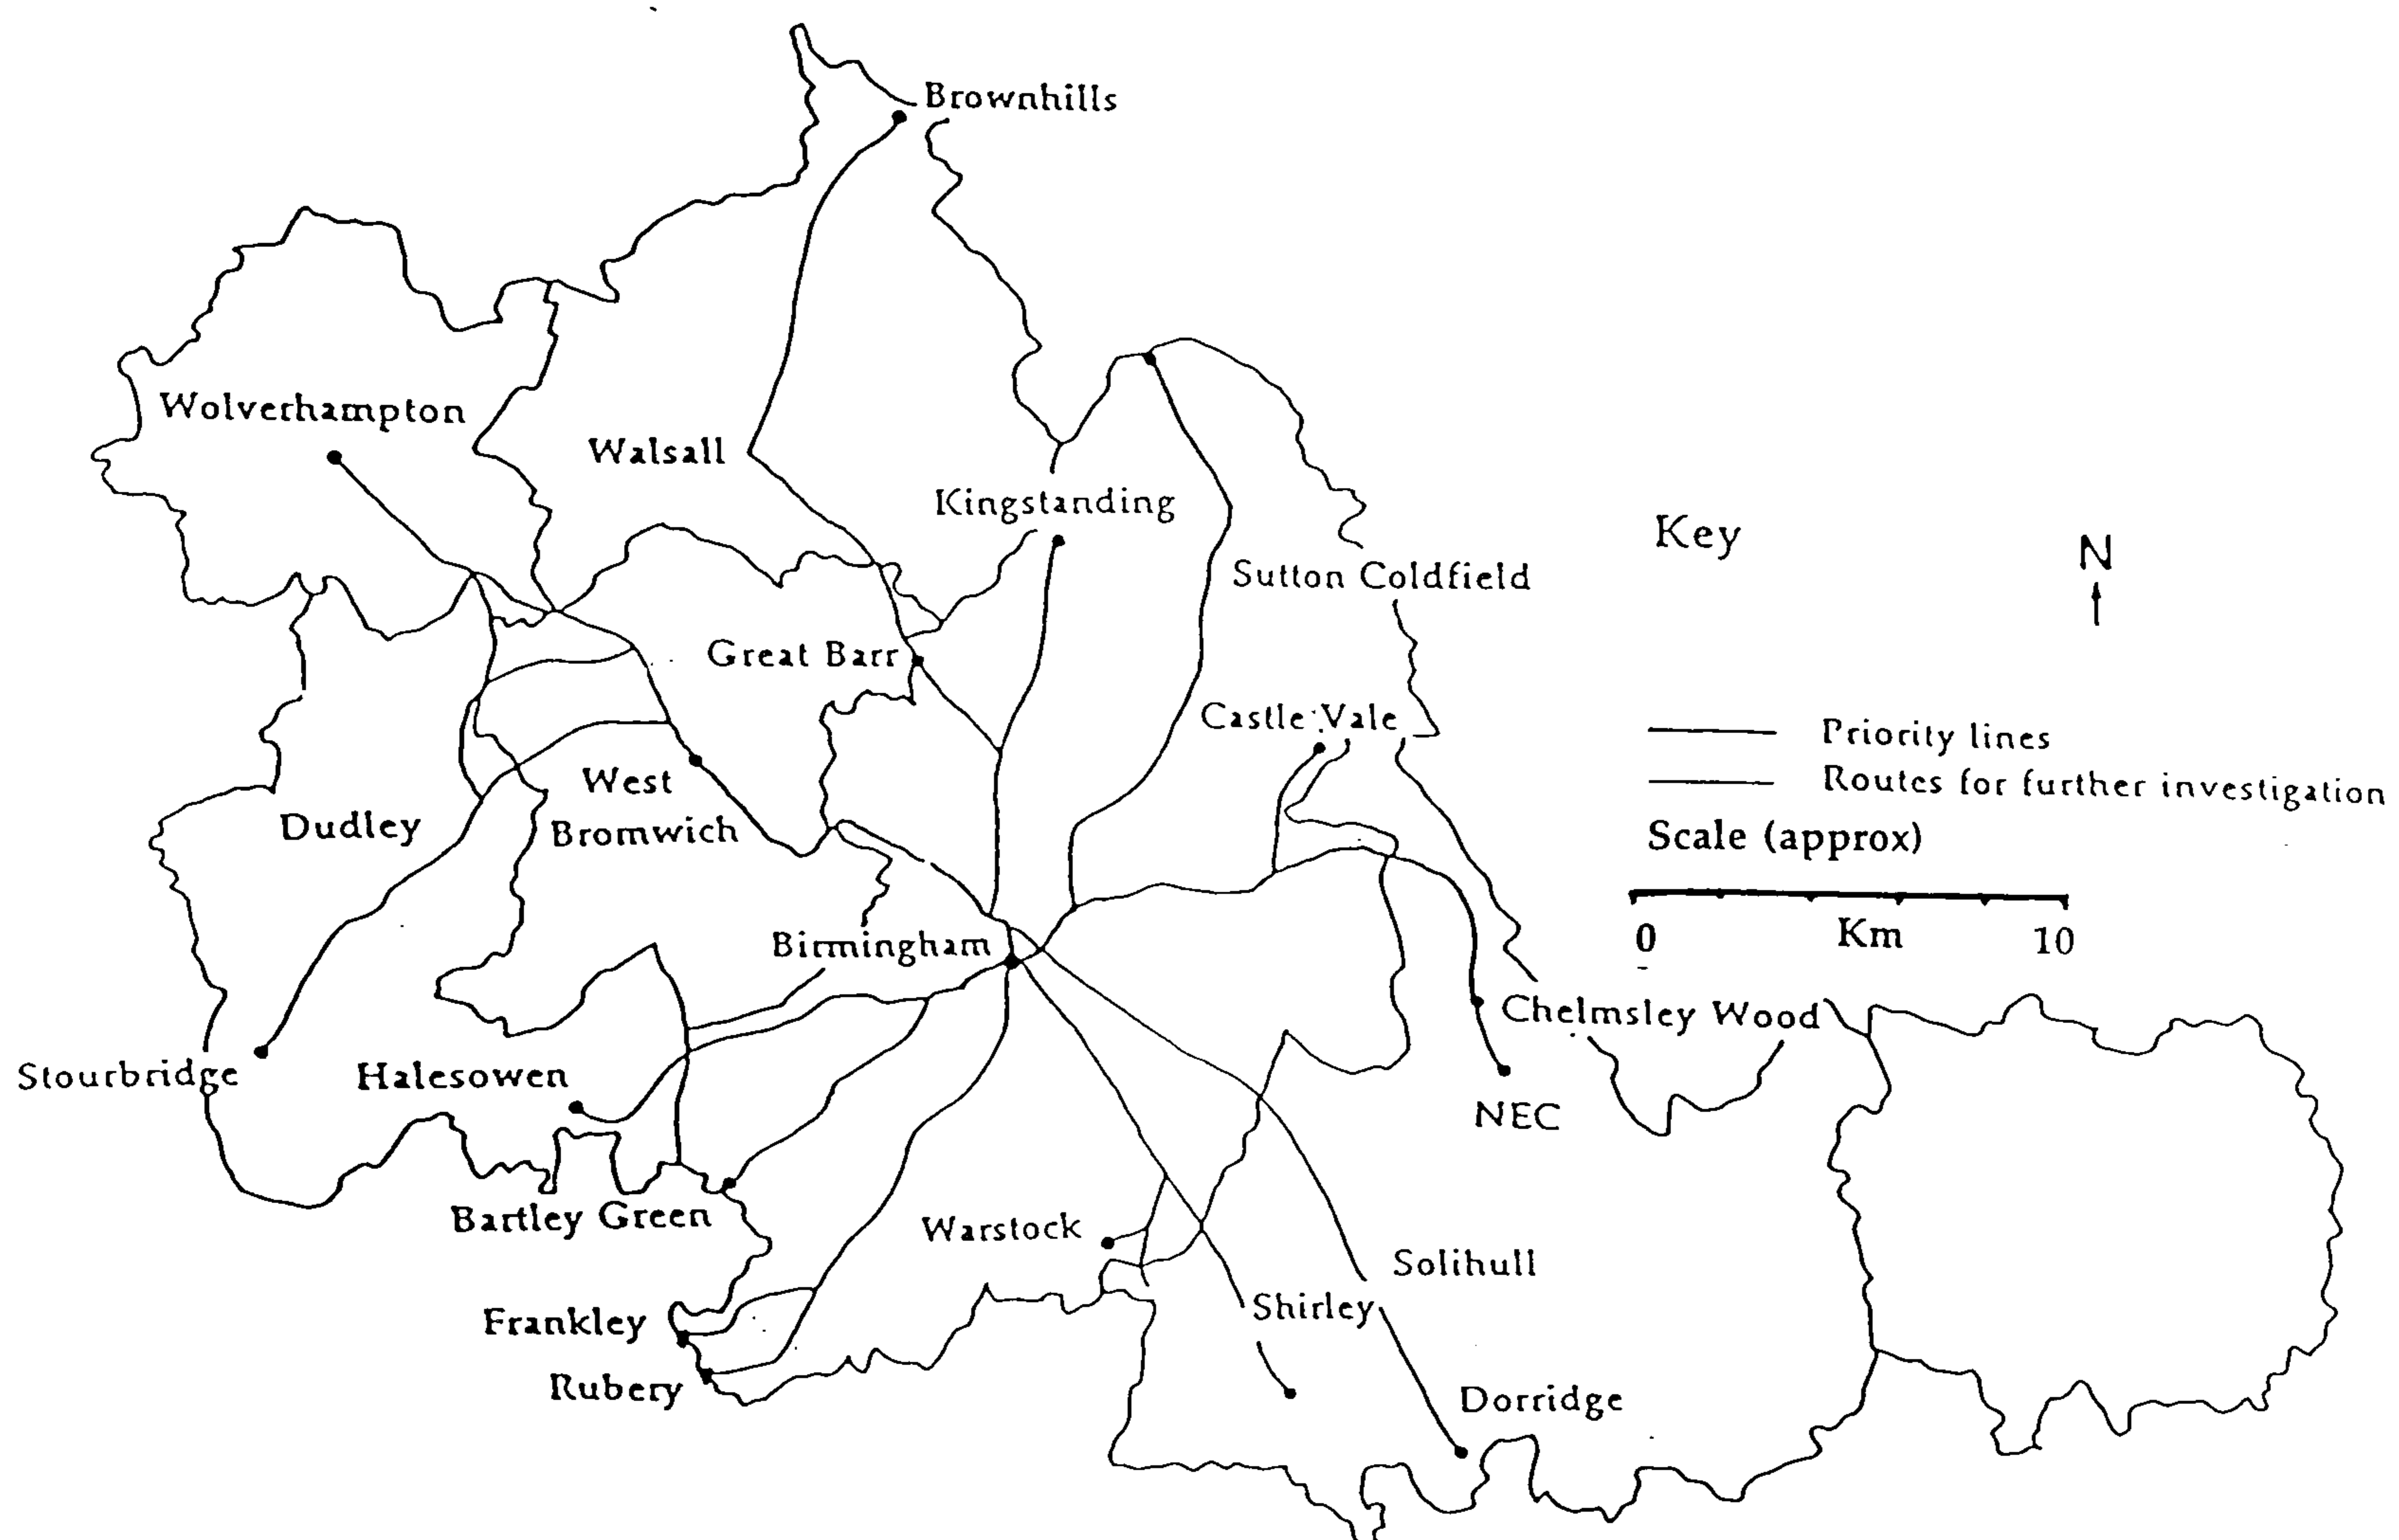 Brownhills
Wolverhampton
Walsall
Kingstanding
Key
N
Sutton Coldfield
Great Barr
Castle Vale
Priority lines
West
Bromwich
Routes for further investigation
Dudley
Scale (approx)
Birmingham
0 Km 10
Chelmsley Wood
Stourbridge
Halesowen
NEC
Bartley Green
Warstock
Solihull
Frankley
Shirley
Rubery
Dorridge